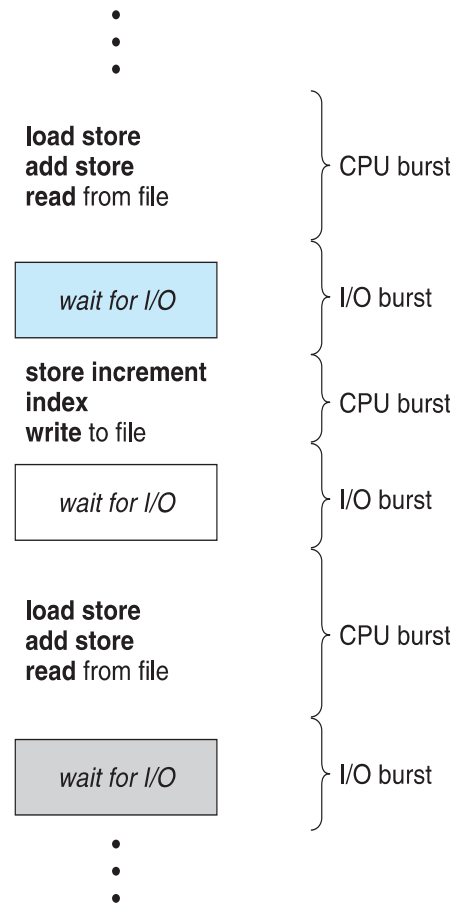 load store
add store
read from file
CPU burst
wait for I/O
I/O burst
store increment
index
write to file
CPU burst
wait for I/O
I/O burst
load store
add store
read from file
CPU burst
wait for I/O
I/O burst